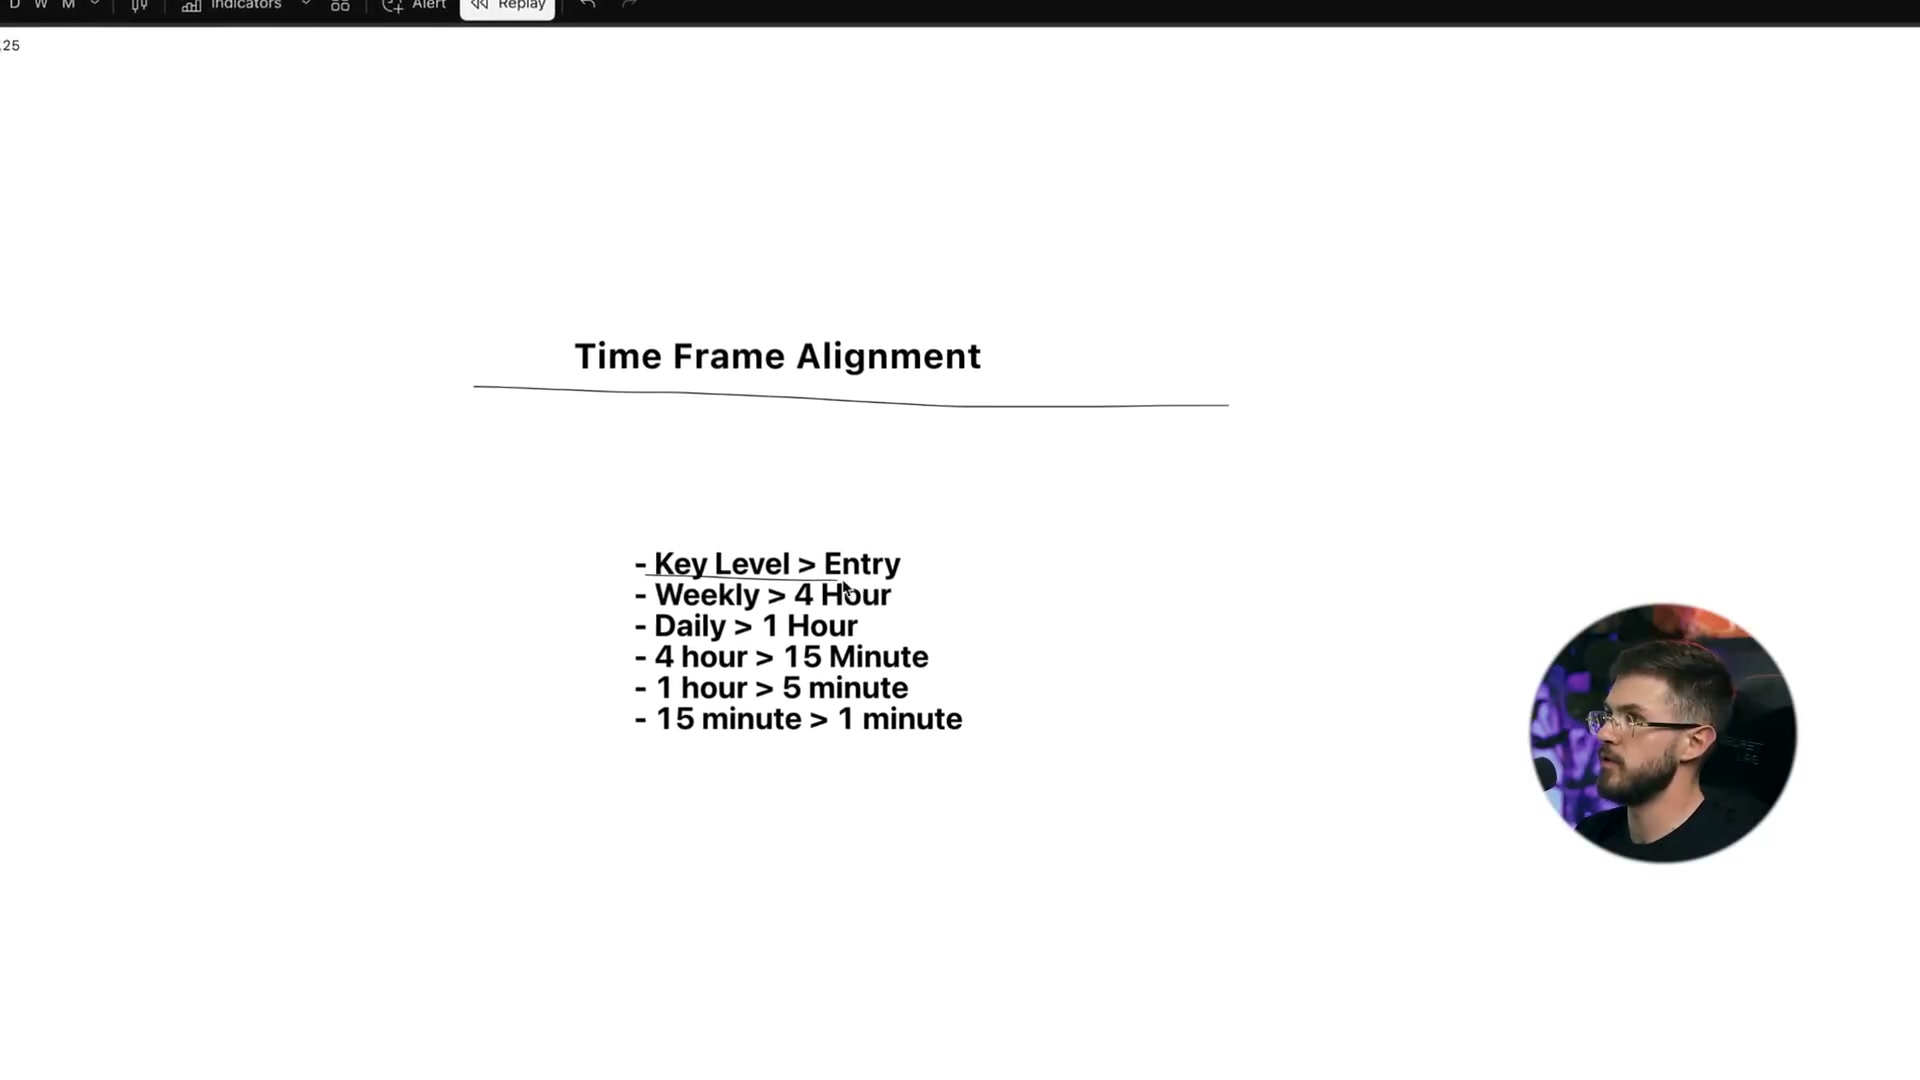 D W M Indicators Alert Replay
.25
Time Frame Alignment
- Key Level > Entry
- Weekly > 4 Hour
- Daily > 1 Hour
- 4 hour > 15 Minute
- 1 hour > 5 minute
- 15 minute > 1 minute